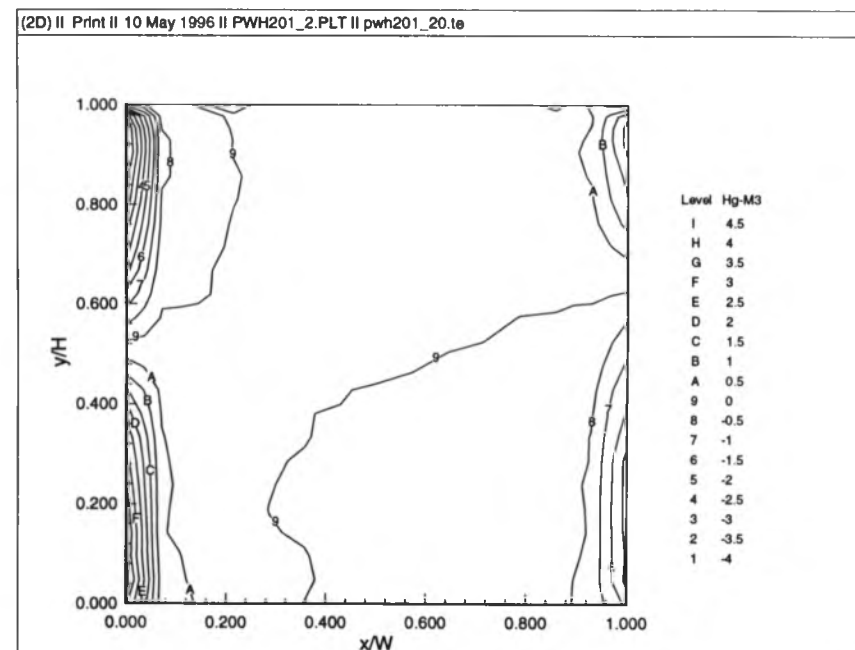 (2D) II Print II 10 May 1996 II PWH201_2.PLT II pwh201_20.te
1.000
0.800
0.600
0.400
0.200
0.000
y/H
0.000 0.200 0.400 0.600 0.800 1.000
x/W
8
9
B
A
45
6
7
9
9
A
B
D
C
F
E
A
9
8
7
Level Hg-M3
I 4.5
H 4
G 3.5
F 3
E 2.5
D 2
C 1.5
B 1
A 0.5
9 0
8 -0.5
7 -1
6 -1.5
5 -2
4 -2.5
3 -3
2 -3.5
1 -4